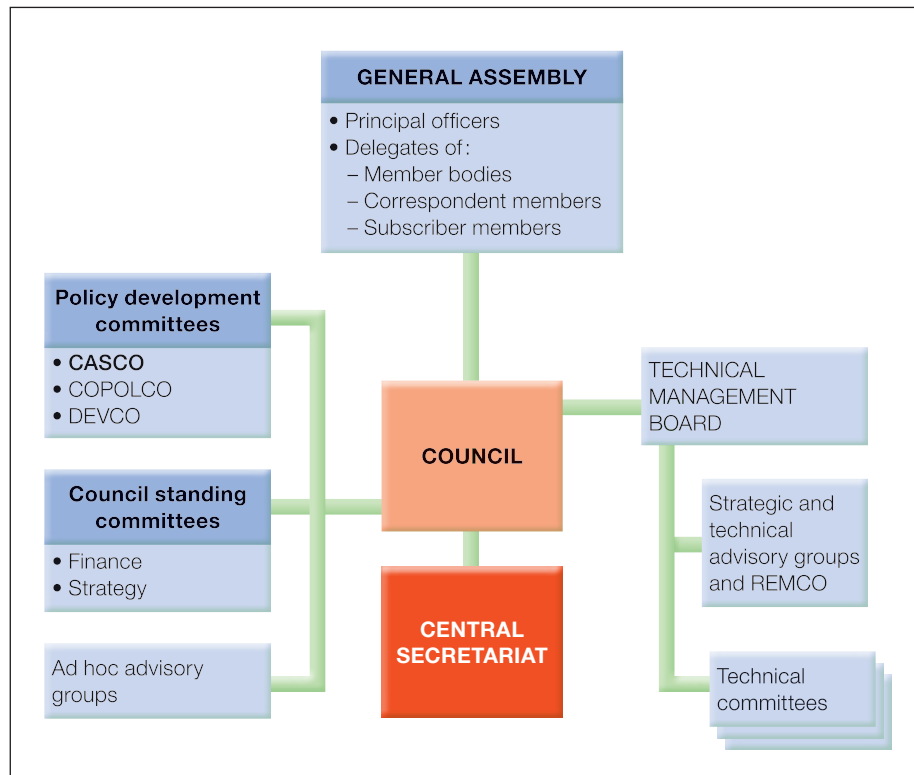 GENERAL ASSEMBLY
• Principal officers
• Delegates of:
– Member bodies
– Correspondent members
– Subscriber members
Policy development
committees
• CASCO
• COPOLCO
• DEVCO
Council standing
committees
• Finance
• Strategy
Ad hoc advisory
groups
COUNCIL
CENTRAL
SECRETARIAT
TECHNICAL
MANAGEMENT
BOARD
Strategic and
technical
advisory groups
and REMCO
Technical
committees